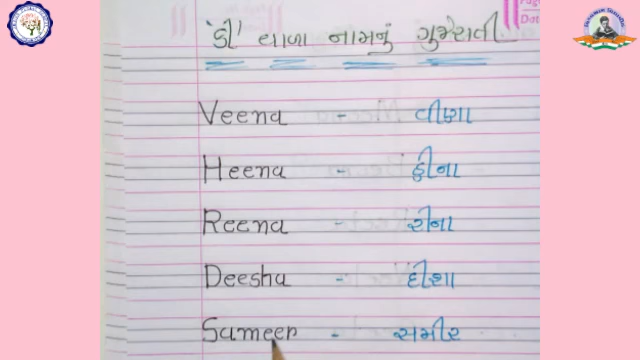 'કી' વાળા નામનું ગુજરાતી
Veena - વીણા
Heena - હીના
Reena - રીના
Deesha - દીશા
Sameer - સમીર